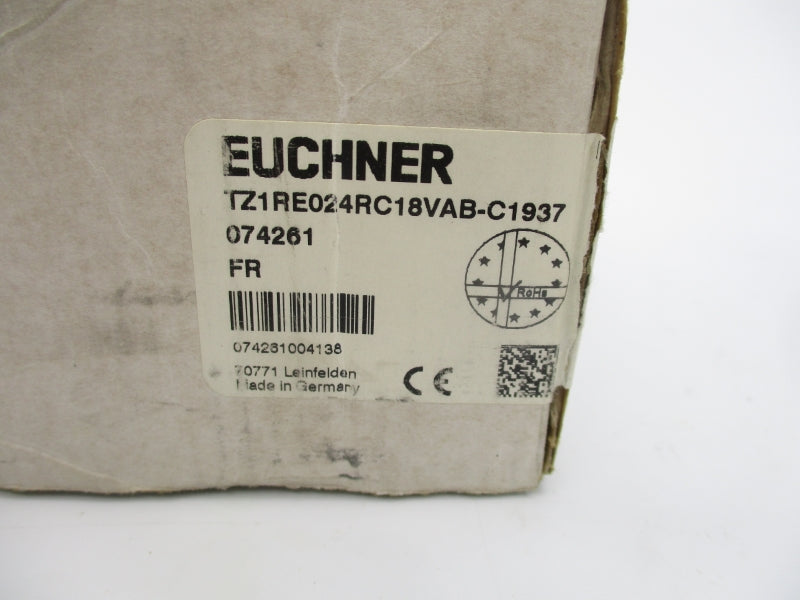 EUCHNER
TZ1RE024RC18VAB-C1937
074261
FR
RoHs
074261004138
70771 Leinfelden
Made in Germany
CE